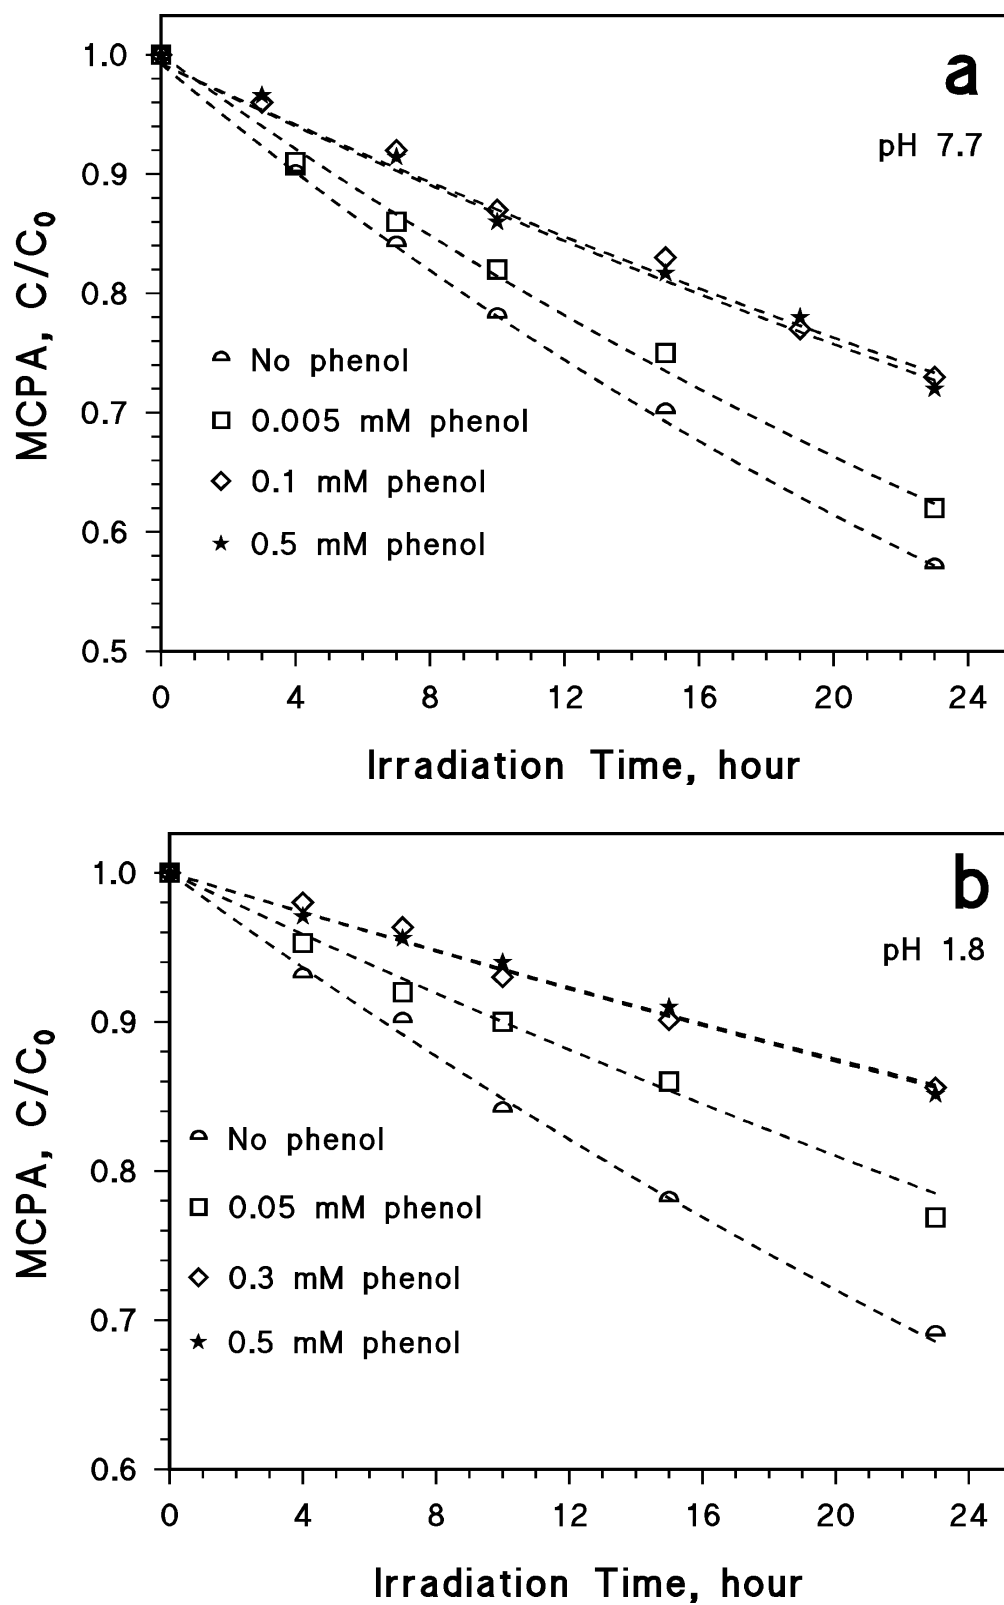 a
pH 7.7
MCPA, C/C₀
1.0
0.9
0.8
0.7
0.6
0.5
No phenol
0.005 mM phenol
0.1 mM phenol
0.5 mM phenol
0 4 8 12 16 20 24
Irradiation Time, hour
b
pH 1.8
MCPA, C/C₀
1.0
0.9
0.8
0.7
0.6
No phenol
0.05 mM phenol
0.3 mM phenol
0.5 mM phenol
0 4 8 12 16 20 24
Irradiation Time, hour